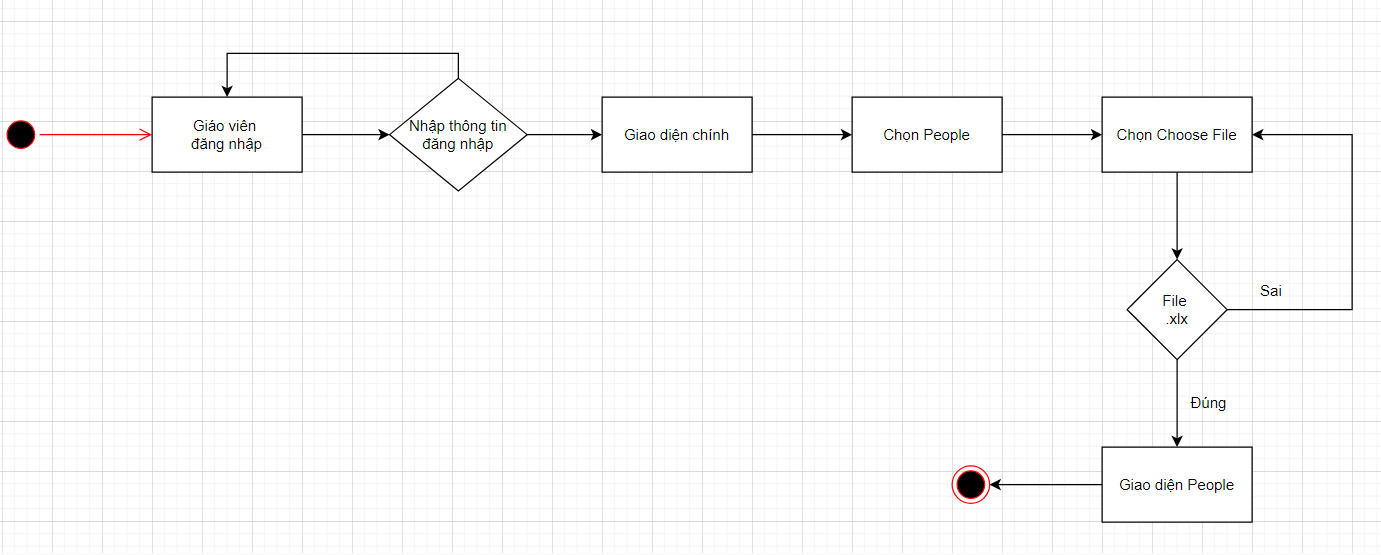 Giáo viên
đăng nhập
Nhập thông tin
đăng nhập
Giao diện chính
Chọn People
Chọn Choose File
File
.xlx
Sai
Đúng
Giao diện People